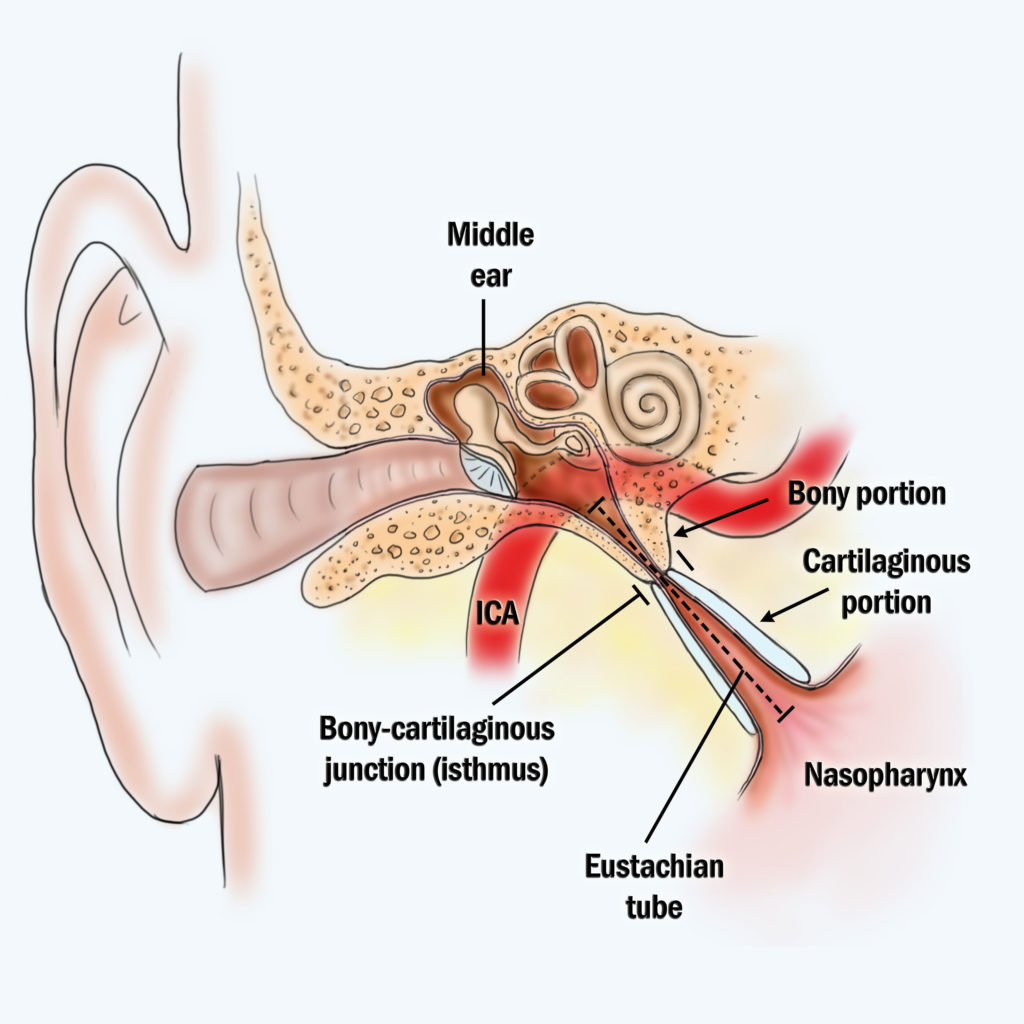 Middle
ear
Bony portion
Cartilaginous
portion
ICA
Bony-cartilaginous
junction (isthmus)
Nasopharynx
Eustachian
tube